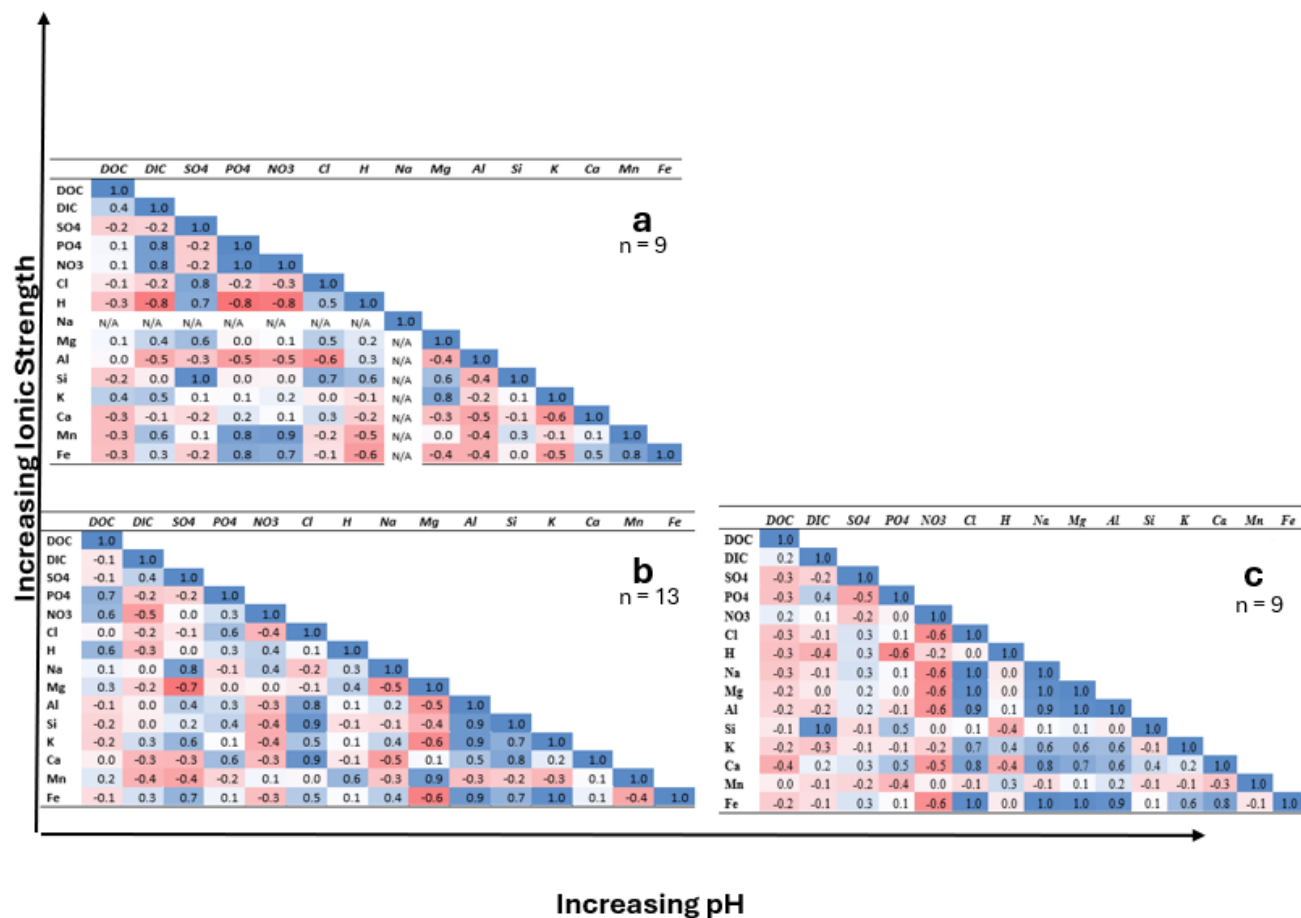 Increasing Ionic Strength
DOC DIC SO4 PO4 NO3 Cl H Na Mg Al Si K Ca Mn Fe
DOC 1.0
DIC 0.4 1.0
SO4 -0.2 -0.2 1.0
PO4 0.1 0.8 -0.2 1.0
NO3 0.1 0.8 -0.2 1.0 1.0
Cl -0.1 -0.2 0.8 -0.2 -0.3 1.0
H -0.3 -0.8 0.7 -0.8 -0.8 0.5 1.0
Na N/A N/A N/A N/A N/A N/A N/A 1.0
Mg 0.1 0.4 0.6 0.0 0.1 0.5 0.2 N/A 1.0
Al 0.0 -0.5 -0.3 -0.5 -0.5 -0.6 0.3 N/A -0.4 1.0
Si -0.2 0.0 1.0 0.0 0.0 0.7 0.6 N/A 0.6 -0.4 1.0
K 0.4 0.5 0.1 0.1 0.2 0.0 -0.1 N/A 0.8 -0.2 0.1 1.0
Ca -0.3 -0.1 -0.2 0.2 0.1 0.3 -0.2 N/A -0.3 -0.5 -0.1 -0.6 1.0
Mn -0.3 0.6 0.1 0.8 0.9 -0.2 -0.5 N/A 0.0 -0.4 0.3 -0.1 0.1 1.0
Fe -0.3 0.3 -0.2 0.8 0.7 -0.1 -0.6 N/A -0.4 -0.4 0.0 -0.5 0.5 0.8 1.0
a
n = 9
DOC DIC SO4 PO4 NO3 Cl H Na Mg Al Si K Ca Mn Fe
DOC 1.0
DIC -0.1 1.0
SO4 -0.1 0.4 1.0
PO4 0.7 -0.2 -0.2 1.0
NO3 0.6 -0.5 0.0 0.3 1.0
Cl 0.0 -0.2 -0.1 0.6 -0.4 1.0
H 0.6 -0.3 0.0 0.3 0.4 0.1 1.0
Na 0.1 0.0 0.8 -0.1 0.4 -0.2 0.3 1.0
Mg 0.3 -0.2 -0.7 0.0 0.0 -0.1 0.4 -0.5 1.0
Al -0.1 0.0 0.4 0.3 -0.3 0.8 0.1 0.2 -0.5 1.0
Si -0.2 0.0 0.2 0.4 -0.4 0.9 -0.1 -0.1 -0.4 0.9 1.0
K -0.2 0.3 0.6 0.1 -0.4 0.5 0.1 0.4 -0.6 0.9 0.7 1.0
Ca 0.0 -0.3 -0.3 0.6 -0.3 0.9 -0.1 -0.5 0.1 0.5 0.8 0.2 1.0
Mn 0.2 -0.4 -0.4 -0.2 0.1 0.0 0.6 -0.3 0.9 -0.3 -0.2 -0.3 0.1 1.0
Fe -0.1 0.3 0.7 0.1 -0.3 0.5 0.1 0.4 -0.6 0.9 0.7 1.0 0.1 -0.4 1.0
b
n = 13
DOC DIC SO4 PO4 NO3 Cl H Na Mg Al Si K Ca Mn Fe
DOC 1.0
DIC 0.2 1.0
SO4 -0.3 -0.2 1.0
PO4 -0.3 0.4 -0.5 1.0
NO3 0.2 0.1 -0.2 0.0 1.0
Cl -0.3 -0.1 0.3 0.1 -0.6 1.0
H -0.3 -0.4 0.3 -0.6 -0.2 0.0 1.0
Na -0.3 -0.1 0.3 0.1 -0.6 1.0 0.0 1.0
Mg -0.2 0.0 0.2 0.0 -0.6 1.0 0.0 1.0 1.0
Al -0.2 -0.2 0.2 -0.1 -0.6 0.9 0.1 0.9 1.0 1.0
Si -0.1 1.0 -0.1 0.5 0.0 0.1 -0.4 0.1 0.1 0.0 1.0
K -0.2 -0.3 -0.1 -0.1 -0.2 0.7 0.4 0.6 0.6 0.6 -0.1 1.0
Ca -0.4 0.2 0.3 0.5 -0.5 0.8 -0.4 0.8 0.7 0.6 0.4 0.2 1.0
Mn 0.0 -0.1 -0.2 -0.4 0.0 -0.1 0.3 -0.1 0.1 0.2 -0.1 -0.1 -0.3 1.0
Fe -0.2 -0.1 0.3 0.1 -0.6 1.0 0.0 1.0 1.0 0.9 0.1 0.6 0.8 -0.1 1.0
c
n = 9
Increasing pH